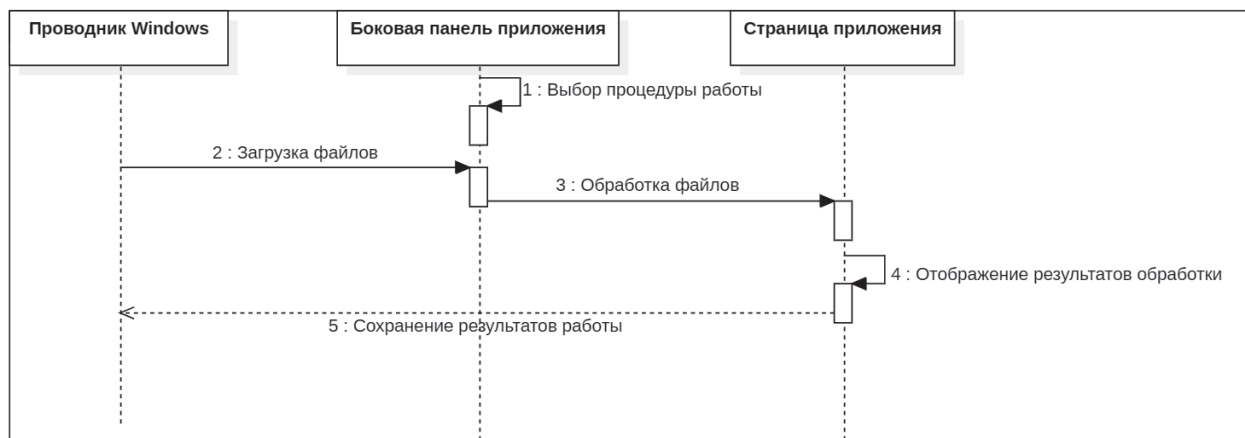 Проводник Windows
Боковая панель приложения
Страница приложения
1 : Выбор процедуры работы
2 : Загрузка файлов
3 : Обработка файлов
4 : Отображение результатов обработки
5 : Сохранение результатов работы